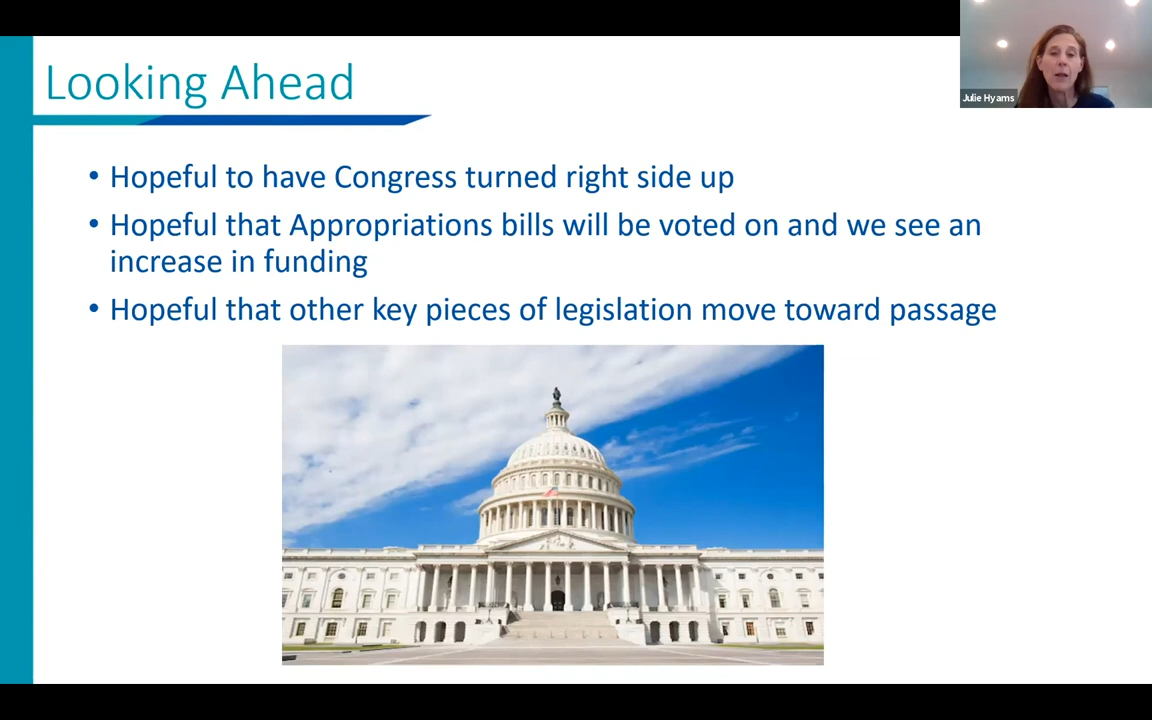 Looking Ahead
Julie Hyams
• Hopeful to have Congress turned right side up
• Hopeful that Appropriations bills will be voted on and we see an
increase in funding
• Hopeful that other key pieces of legislation move toward passage